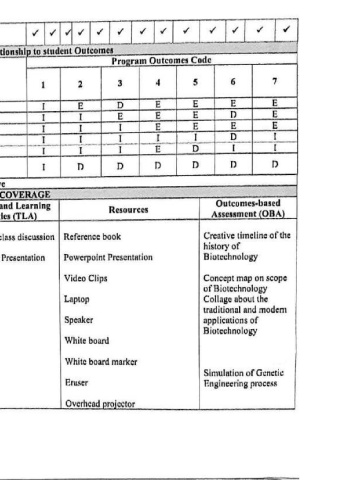 ✓ ✓ ✓ ✓ ✓ ✓ ✓ ✓ ✓ ✓ ✓ ✓
tionship to student Outcomes
Program Outcomes Code
1 2 3 4 5 6 7
I E D E E E E
I I E E E D E
I I I E E E E
I I I I I D I
I I I E D I I
I D D D D D D
COVERAGE
and Learning
ies (TLA)
Resources
Outcomes-based
Assessment (OBA)
class discussion
Presentation
Reference book
Powerpoint Presentation
Video Clips
Laptop
Speaker
White board
White board marker
Eraser
Overhead projector
Creative timeline of the
history of
Biotechnology
Concept map on scope
of Biotechnology
Collage about the
traditional and modern
applications of
Biotechnology
Simulation of Genetic
Engineering process